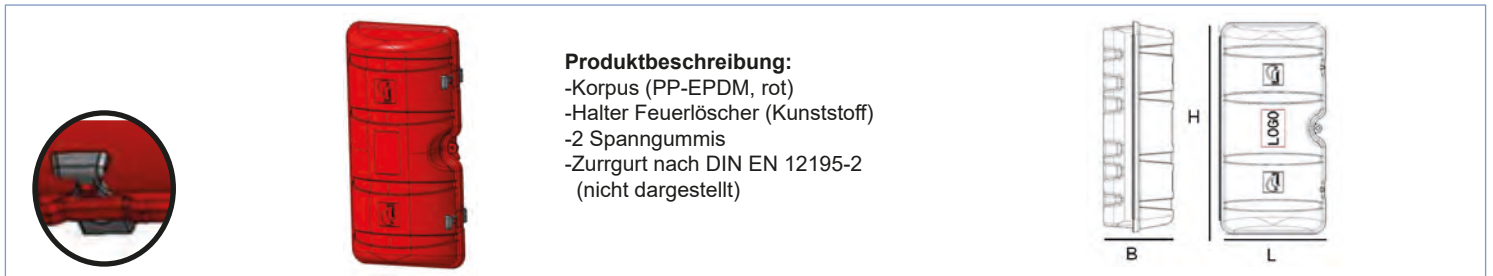 Produktbeschreibung:
-Korpus (PP-EPDM, rot)
-Halter Feuerlöscher (Kunststoff)
-2 Spanngummis
-Zurrgurt nach DIN EN 12195-2
(nicht dargestellt)
H
LOGO
B
L